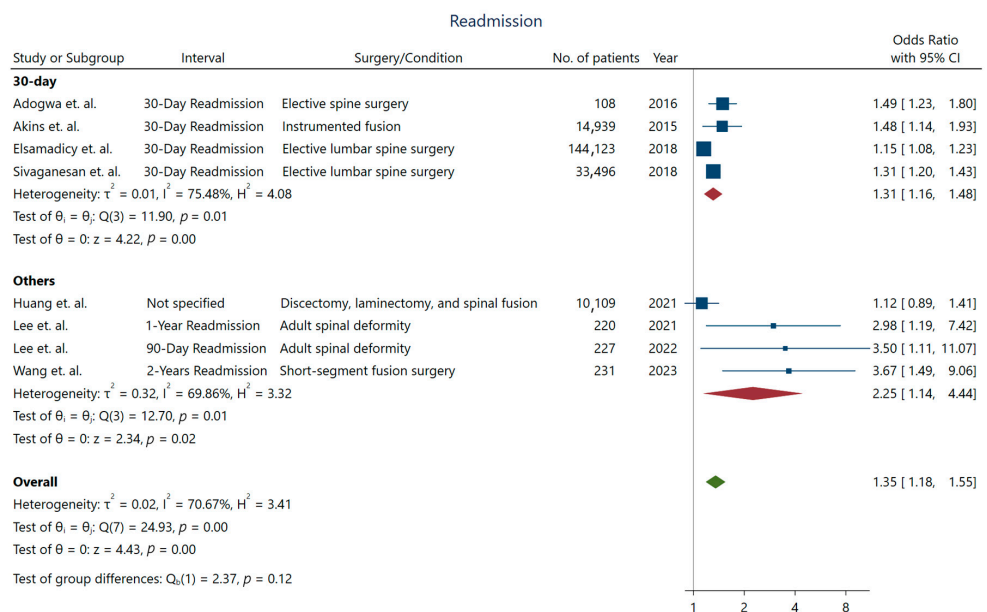 Readmission
Odds Ratio
Study or Subgroup Interval Surgery/Condition No. of patients Year with 95% CI
30-day
Adogwa et. al. 30-Day Readmission Elective spine surgery 108 2016 1.49 [ 1.23, 1.80]
Akins et. al. 30-Day Readmission Instrumented fusion 14,939 2015 1.48 [ 1.14, 1.93]
Elsamadicy et. al. 30-Day Readmission Elective lumbar spine surgery 144,123 2018 1.15 [ 1.08, 1.23]
Sivaganesan et. al. 30-Day Readmission Elective lumbar spine surgery 33,496 2018 1.31 [ 1.20, 1.43]
Heterogeneity: τ² = 0.01, I² = 75.48%, H² = 4.08 1.31 [ 1.16, 1.48]
Test of θᵢ = θⱼ: Q(3) = 11.90, p = 0.01
Test of θ = 0: z = 4.22, p = 0.00
Others
Huang et. al. Not specified Discectomy, laminectomy, and spinal fusion 10,109 2021 1.12 [ 0.89, 1.41]
Lee et. al. 1-Year Readmission Adult spinal deformity 220 2021 2.98 [ 1.19, 7.42]
Lee et. al. 90-Day Readmission Adult spinal deformity 227 2022 3.50 [ 1.11, 11.07]
Wang et. al. 2-Years Readmission Short-segment fusion surgery 231 2023 3.67 [ 1.49, 9.06]
Heterogeneity: τ² = 0.32, I² = 69.86%, H² = 3.32 2.25 [ 1.14, 4.44]
Test of θᵢ = θⱼ: Q(3) = 12.70, p = 0.01
Test of θ = 0: z = 2.34, p = 0.02
Overall 1.35 [ 1.18, 1.55]
Heterogeneity: τ² = 0.02, I² = 70.67%, H² = 3.41
Test of θᵢ = θⱼ: Q(7) = 24.93, p = 0.00
Test of θ = 0: z = 4.43, p = 0.00
Test of group differences: Q_b(1) = 2.37, p = 0.12
1 2 4 8